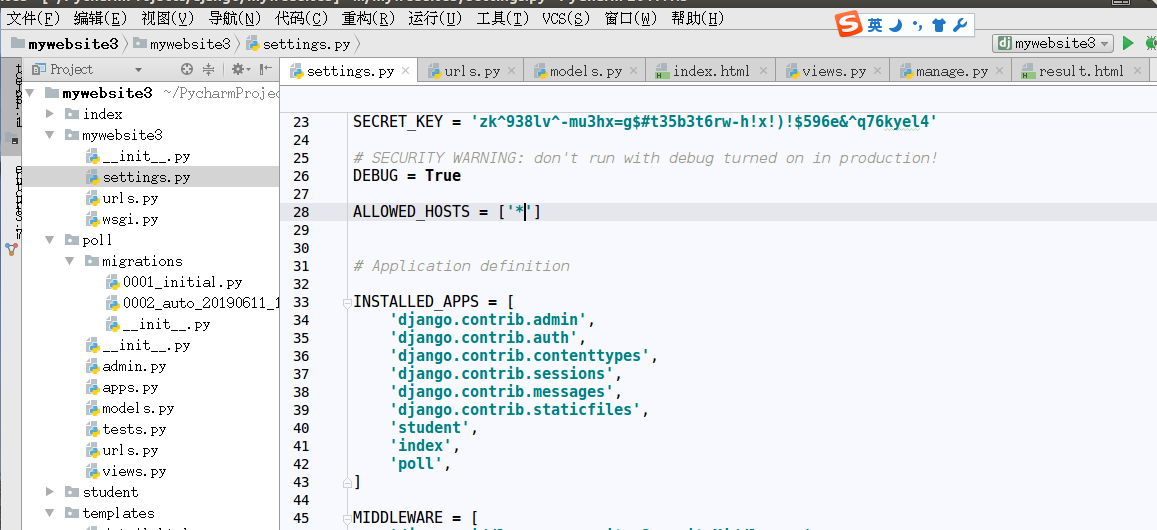 文件(F) 编辑(E) 视图(V) 导航(N) 代码(C) 重构(R) 运行(U) 工具(T) VCS(S) 窗口(W) 帮助(H)
S 英
mywebsite3 mywebsite3 settings.py
mywebsite3
Project
settings.py urls.py models.py index.html views.py manage.py result.html
mywebsite3 ~/PycharmProjec
index
mywebsite3
__init__.py
settings.py
urls.py
wsgi.py
poll
migrations
0001_initial.py
0002_auto_20190611_1
__init__.py
__init__.py
admin.py
apps.py
models.py
tests.py
urls.py
views.py
student
templates
23 SECRET_KEY = 'zk^938lv^-mu3hx=g$#t35b3t6rw-h!x!)!$596e&^q76kyel4'
24
25 # SECURITY WARNING: don't run with debug turned on in production!
26 DEBUG = True
27
28 ALLOWED_HOSTS = ['*']
29
30
31 # Application definition
32
33 INSTALLED_APPS = [
34 'django.contrib.admin',
35 'django.contrib.auth',
36 'django.contrib.contenttypes',
37 'django.contrib.sessions',
38 'django.contrib.messages',
39 'django.contrib.staticfiles',
40 'student',
41 'index',
42 'poll',
43 ]
44
45 MIDDLEWARE = [